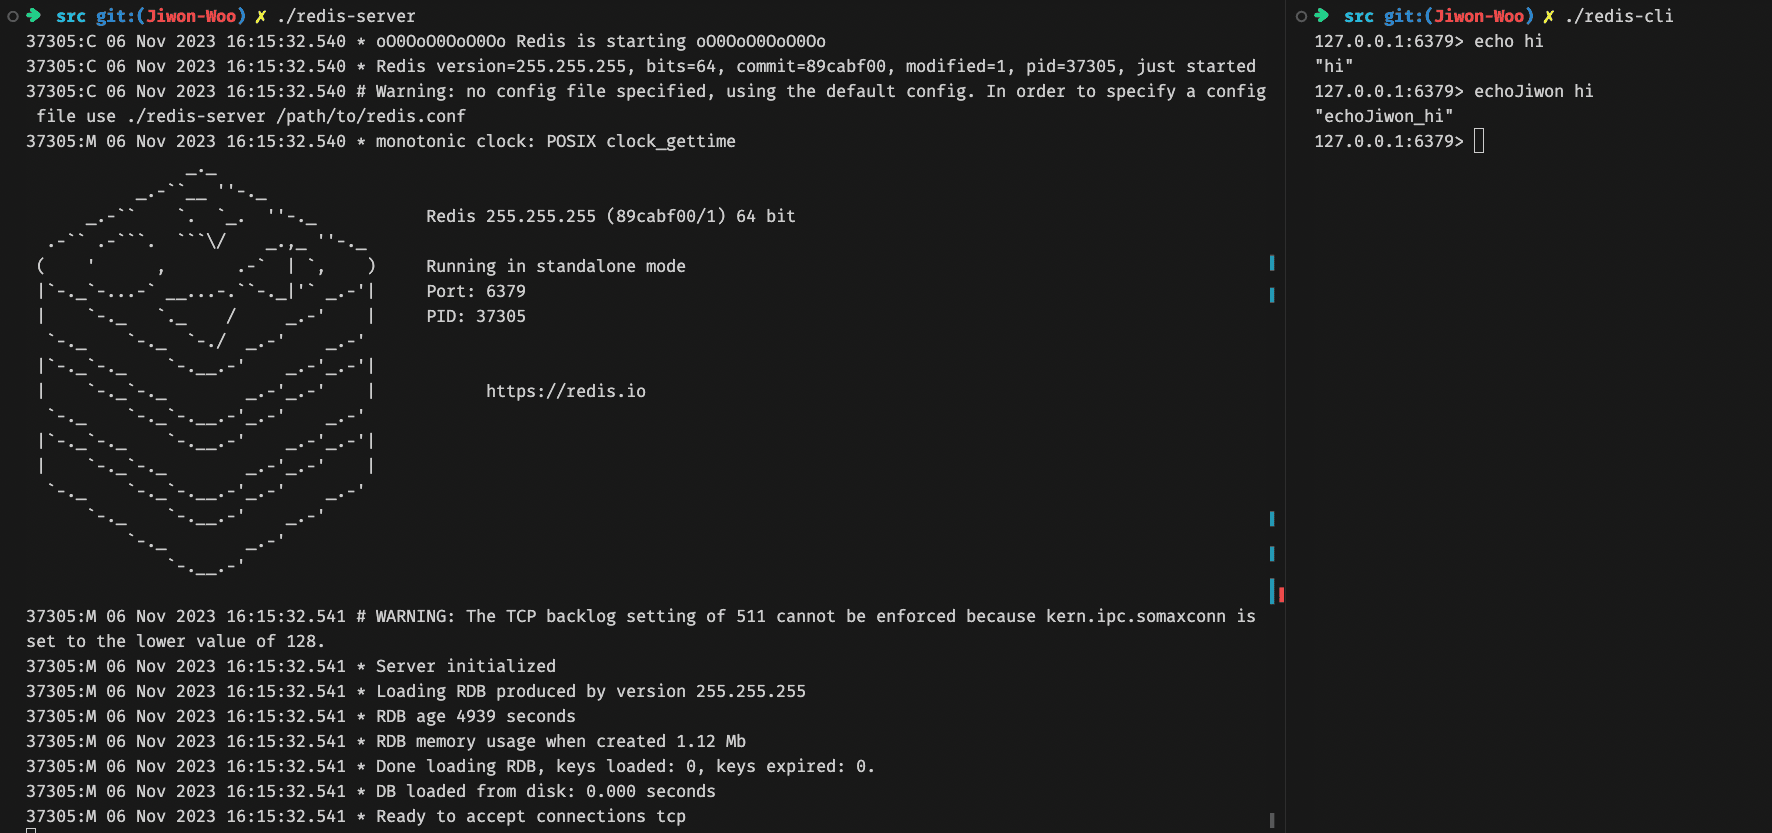 src git:(Jiwon-Woo) ✗ ./redis-server
37305:C 06 Nov 2023 16:15:32.540 * oO0OoO0OoO0Oo Redis is starting oO0OoO0OoO0Oo
37305:C 06 Nov 2023 16:15:32.540 * Redis version=255.255.255, bits=64, commit=89cabf00, modified=1, pid=37305, just started
37305:C 06 Nov 2023 16:15:32.540 # Warning: no config file specified, using the default config. In order to specify a config
file use ./redis-server /path/to/redis.conf
37305:M 06 Nov 2023 16:15:32.540 * monotonic clock: POSIX clock_gettime
Redis 255.255.255 (89cabf00/1) 64 bit
Running in standalone mode
Port: 6379
PID: 37305
https://redis.io
37305:M 06 Nov 2023 16:15:32.541 # WARNING: The TCP backlog setting of 511 cannot be enforced because kern.ipc.somaxconn is
set to the lower value of 128.
37305:M 06 Nov 2023 16:15:32.541 * Server initialized
37305:M 06 Nov 2023 16:15:32.541 * Loading RDB produced by version 255.255.255
37305:M 06 Nov 2023 16:15:32.541 * RDB age 4939 seconds
37305:M 06 Nov 2023 16:15:32.541 * RDB memory usage when created 1.12 Mb
37305:M 06 Nov 2023 16:15:32.541 * Done loading RDB, keys loaded: 0, keys expired: 0.
37305:M 06 Nov 2023 16:15:32.541 * DB loaded from disk: 0.000 seconds
37305:M 06 Nov 2023 16:15:32.541 * Ready to accept connections tcp
src git:(Jiwon-Woo) ✗ ./redis-cli
127.0.0.1:6379> echo hi
"hi"
127.0.0.1:6379> echoJiwon hi
"echoJiwon_hi"
127.0.0.1:6379>